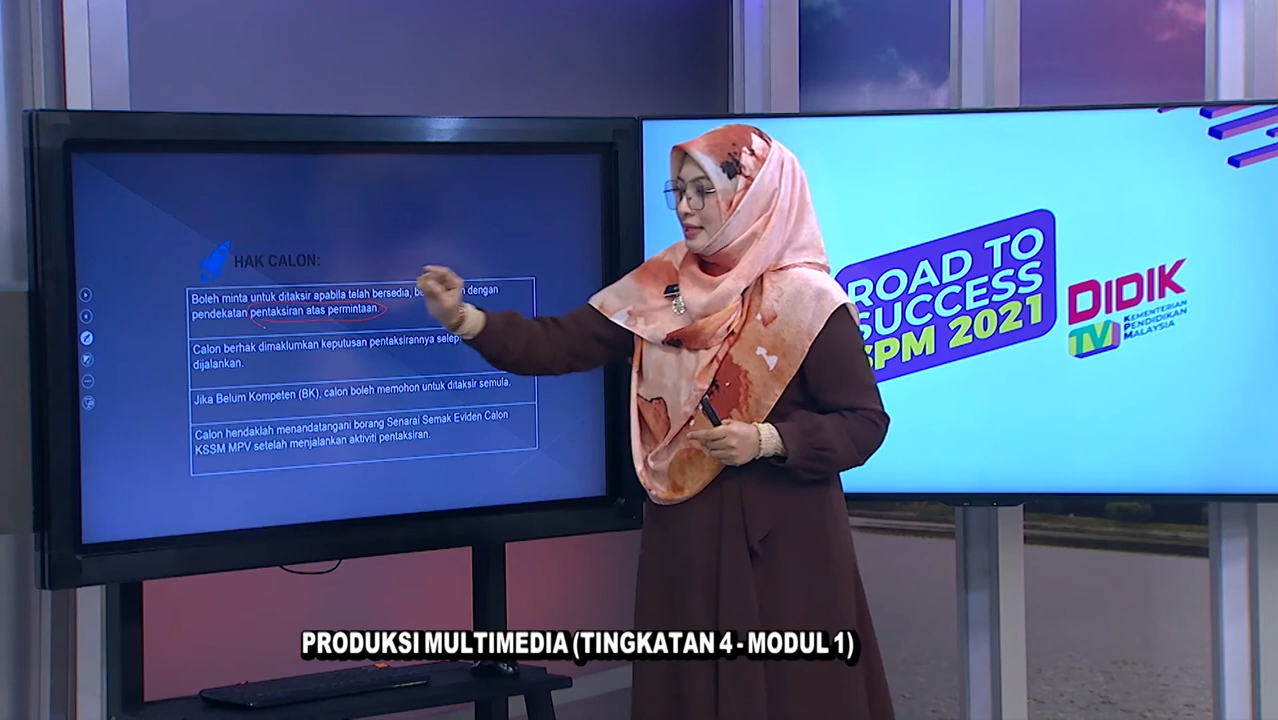 HAK CALON:
Boleh minta untuk ditaksir apabila telah bersedia, dengan
pendekatan pentaksiran atas permintaan.
Calon berhak dimaklumkan keputusan pentaksirannya
dijalankan.
Jika Belum Kompeten (BK), calon boleh memohon untuk ditaksir semula.
Calon hendaklah menandatangani borang Senarai Semak Eviden Calon
KSSM MPV setelah menjalankan aktiviti pentaksiran.
ROAD TO
SUCCESS
SPM 2021
DIDIK
TV
KEMENTERIAN
PENDIDIKAN
MALAYSIA
PRODUKSI MULTIMEDIA (TINGKATAN 4 - MODUL 1)